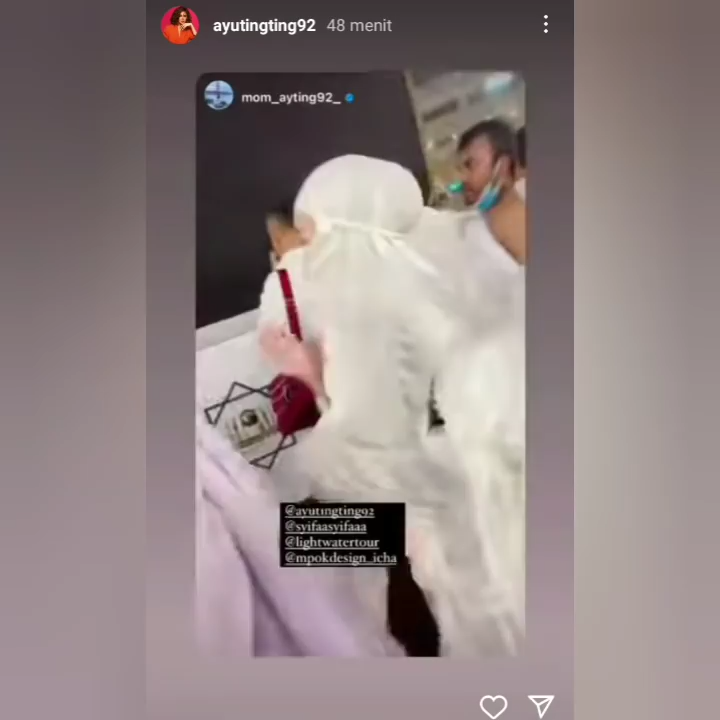 ayutingting92 48 menit
mom_ayting92_
@ayutingting92
@syifaasyifaaa
@lightwatertour
@mpokdesign_icha